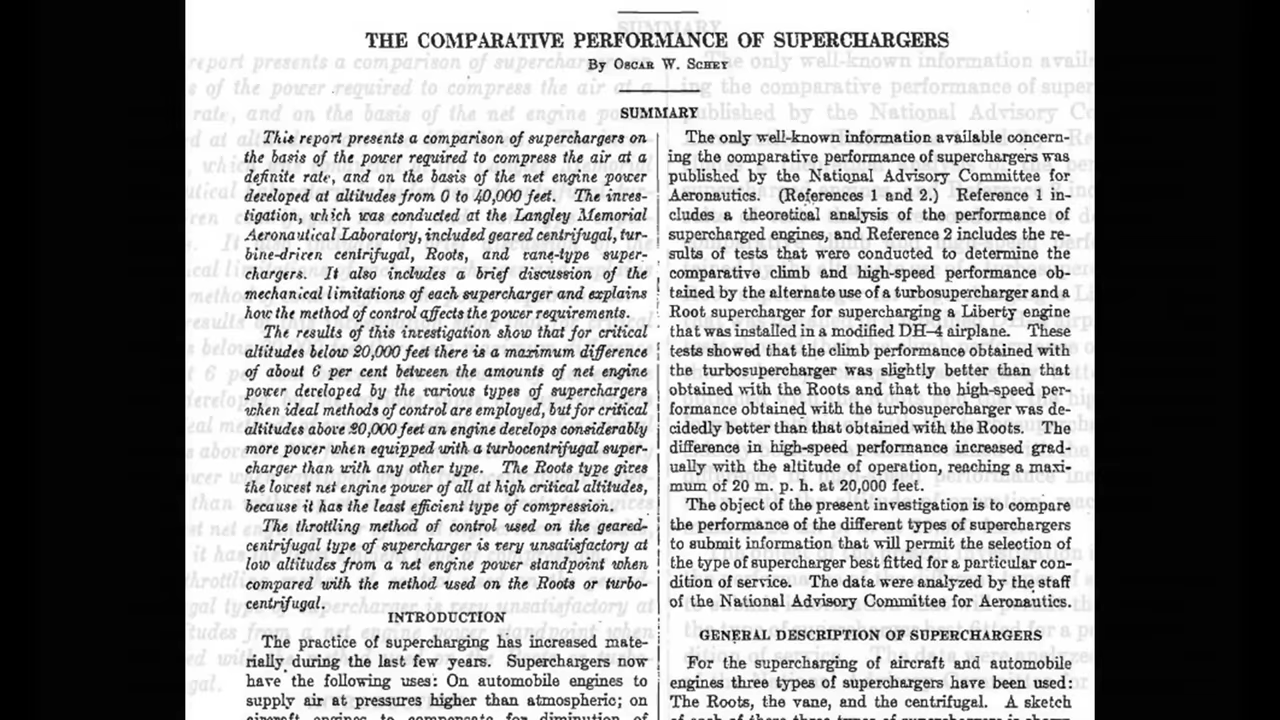 THE COMPARATIVE PERFORMANCE OF SUPERCHARGERS
By OSCAR W. SCHEY
SUMMARY
This report presents a comparison of superchargers on
the basis of the power required to compress the air at a
definite rate, and on the basis of the net engine power
developed at altitudes from 0 to 40,000 feet. The inves-
tigation, which was conducted at the Langley Memorial
Aeronautical Laboratory, included geared centrifugal, tur-
bine-driven centrifugal, Roots, and vane-type super-
chargers. It also includes a brief discussion of the
mechanical limitations of each supercharger and explains
how the method of control affects the power requirements.
The results of this investigation show that for critical
altitudes below 20,000 feet there is a maximum difference
of about 6 per cent between the amounts of net engine
power developed by the various types of superchargers
when ideal methods of control are employed, but for critical
altitudes above 20,000 feet an engine develops considerably
more power when equipped with a turbocentrifugal super-
charger than with any other type. The Roots type gives
the lowest net engine power of all at high critical altitudes,
because it has the least efficient type of compression.
The throttling method of control used on the geared-
centrifugal type of supercharger is very unsatisfactory at
low altitudes from a net engine power standpoint when
compared with the method used on the Roots or turbo-
centrifugal.
INTRODUCTION
The practice of supercharging has increased mate-
rially during the last few years. Superchargers now
have the following uses: On automobile engines to
supply air at pressures higher than atmospheric; on
aircraft engines to compensate for diminution of
The only well-known information available concern-
ing the comparative performance of superchargers was
published by the National Advisory Committee for
Aeronautics. (References 1 and 2.) Reference 1 in-
cludes a theoretical analysis of the performance of
supercharged engines, and Reference 2 includes the re-
sults of tests that were conducted to determine the
comparative climb and high-speed performance ob-
tained by the alternate use of a turbosupercharger and a
Root supercharger for supercharging a Liberty engine
that was installed in a modified DH-4 airplane. These
tests showed that the climb performance obtained with
the turbosupercharger was slightly better than that
obtained with the Roots and that the high-speed per-
formance obtained with the turbosupercharger was de-
cidedly better than that obtained with the Roots. The
difference in high-speed performance increased grad-
ually with the altitude of operation, reaching a maxi-
mum of 20 m. p. h. at 20,000 feet.
The object of the present investigation is to compare
the performance of the different types of superchargers
to submit information that will permit the selection of
the type of supercharger best fitted for a particular con-
dition of service. The data were analyzed by the staff
of the National Advisory Committee for Aeronautics.
GENERAL DESCRIPTION OF SUPERCHARGERS
For the supercharging of aircraft and automobile
engines three types of superchargers have been used:
The Roots, the vane, and the centrifugal. A sketch
of each of these three types of superchargers is shown